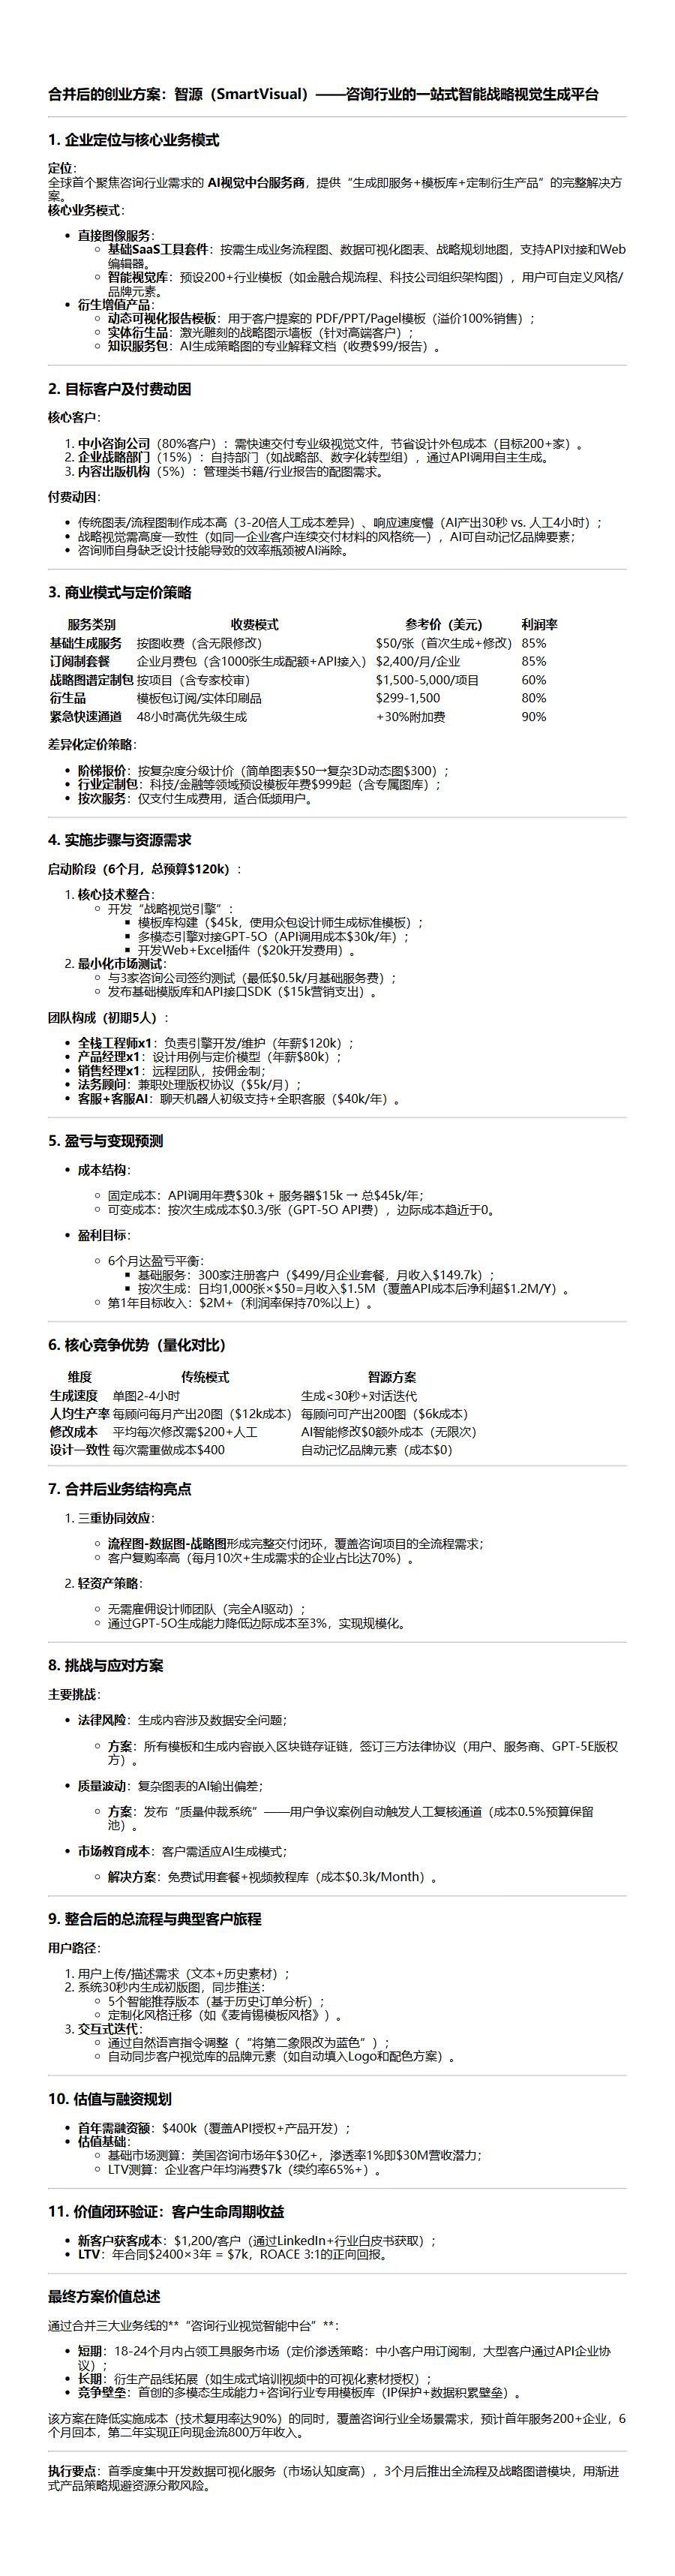 合并后的创业方案：智源（SmartVisual）——咨询行业的一站式智能战略视觉生成平台
1. 企业定位与核心业务模式
定位：
全球首个聚焦咨询行业需求的 AI视觉中台服务商，提供“生成即服务+模板库+定制衍生产品”的完整解决方
案。
核心业务模式：
• 直接图像服务：
◦ 基础SaaS工具套件：按需生成业务流程图、数据可视化图表、战略规划地图，支持API对接和Web
编辑器。
◦ 智能视觉库：预设200+行业模板（如金融合规流程、科技公司组织架构图），用户可自定义风格/
品牌元素。
• 衍生增值产品：
◦ 动态可视化报告模板：用于客户提案的 PDF/PPT/Pagel模板（溢价100%销售）；
◦ 实体衍生品：激光雕刻的战略图示墙板（针对高端客户）；
◦ 知识服务包：AI生成策略图的专业解释文档（收费$99/报告）。
2. 目标客户及付费动因
核心客户：
1. 中小咨询公司（80%客户）：需快速交付专业级视觉文件，节省设计外包成本（目标200+家）。
2. 企业战略部门（15%）：自持部门（如战略部、数字化转型组），通过API调用自主生成。
3. 内容出版机构（5%）：管理类书籍/行业报告的配图需求。
付费动因：
• 传统图表/流程图制作成本高（3-20倍人工成本差异）、响应速度慢（AI产出30秒 vs. 人工4小时）；
• 战略视觉需高度一致性（如同一企业客户连续交付材料的风格统一），AI可自动记忆品牌要素；
• 咨询师自身缺乏设计技能导致的效率瓶颈被AI消除。
3. 商业模式与定价策略
服务类别 收费模式 参考价（美元） 利润率
基础生成服务 按图收费（含无限修改） $50/张（首次生成+修改） 85%
订阅制套餐 企业月费包（含1000张生成配额+API接入） $2,400/月/企业 85%
战略图谱定制包 按项目（含专家校审） $1,500-5,000/项目 60%
衍生品 模板包订阅/实体印刷品 $299-1,500 80%
紧急快速通道 48小时高优先级生成 +30%附加费 90%
差异化定价策略：
• 阶梯报价：按复杂度分级计价（简单图表$50→复杂3D动态图$300）；
• 行业定制包：科技/金融等领域预设模板年费$999起（含专属图库）；
• 按次服务：仅支付生成费用，适合低频用户。
4. 实施步骤与资源需求
启动阶段（6个月，总预算$120k）：
1. 核心技术整合：
◦ 开发“战略视觉引擎”：
▪ 模板库构建（$45k，使用众包设计师生成标准模板）；
▪ 多模态引擎对接GPT-5O（API调用成本$30k/年）；
▪ 开发Web+Excel插件（$20k开发费用）。
2. 最小化市场测试：
◦ 与3家咨询公司签约测试（最低$0.5k/月基础服务费）；
◦ 发布基础模版库和API接口SDK（$15k营销支出）。
团队构成（初期5人）：
• 全栈工程师x1：负责引擎开发/维护（年薪$120k）；
• 产品经理x1：设计用例与定价模型（年薪$80k）；
• 销售经理x1：远程团队，按佣金制；
• 法务顾问：兼职处理版权协议（$5k/月）；
• 客服+客服AI：聊天机器人初级支持+全职客服（$40k/年）。
5. 盈亏与变现预测
• 成本结构：
◦ 固定成本：API调用年费$30k + 服务器$15k → 总$45k/年；
◦ 可变成本：按次生成成本$0.3/张（GPT-5O API费），边际成本趋近于0。
• 盈利目标：
◦ 6个月达盈亏平衡：
▪ 基础服务：300家注册客户（$499/月企业套餐，月收入$149.7k）；
▪ 按次生成：日均1,000张×$50=月收入$1.5M（覆盖API成本后净利超$1.2M/Y）。
◦ 第1年目标收入：$2M+（利润率保持70%以上）。
6. 核心竞争优势（量化对比）
维度 传统模式 智源方案
生成速度 单图2-4小时 生成<30秒+对话迭代
人均生产率 每顾问每月产出20图（$12k成本） 每顾问可产出200图（$6k成本）
修改成本 平均每次修改需$200+人工 AI智能修改$0额外成本（无限次）
设计一致性 每次需重做成本$400 自动记忆品牌元素（成本$0）
7. 合并后业务结构亮点
1. 三重协同效应：
◦ 流程图-数据图-战略图形成完整交付闭环，覆盖咨询项目的全流程需求；
◦ 客户复购率高（每月10次+生成需求的企业占比达70%）。
2. 轻资产策略：
◦ 无需雇佣设计师团队（完全AI驱动）；
◦ 通过GPT-5O生成能力降低边际成本至3%，实现规模化。
8. 挑战与应对方案
主要挑战：
• 法律风险：生成内容涉及数据安全问题；
◦ 方案：所有模板和生成内容嵌入区块链存证链，签订三方法律协议（用户、服务商、GPT-5E版权
方）。
• 质量波动：复杂图表的AI输出偏差；
◦ 方案：发布“质量仲裁系统”——用户争议案例自动触发人工复核通道（成本0.5%预算保留
池）。
• 市场教育成本：客户需适应AI生成模式；
◦ 解决方案：免费试用套餐+视频教程库（成本$0.3k/Month）。
9. 整合后的总流程与典型客户旅程
用户路径：
1. 用户上传/描述需求（文本+历史素材）；
2. 系统30秒内生成初版图，同步推送：
◦ 5个智能推荐版本（基于历史订单分析）；
◦ 定制化风格迁移（如《麦肯锡模板风格》）。
3. 交互式迭代：
◦ 通过自然语言指令调整（“将第二象限改为蓝色”）；
◦ 自动同步客户视觉库的品牌元素（如自动填入Logo和配色方案）。
10. 估值与融资规划
• 首年需融资额：$400k（覆盖API授权+产品开发）；
• 估值基础：
◦ 基础市场测算：美国咨询市场年$30亿+，渗透率1%即$30M营收潜力；
◦ LTV测算：企业客户年均消费$7k（续约率65%+）。
11. 价值闭环验证：客户生命周期收益
• 新客户获客成本：$1,200/客户（通过LinkedIn+行业白皮书获取）；
• LTV：年合同$2400×3年 = $7k，ROACE 3:1的正向回报。
最终方案价值总述
通过合并三大业务线的**“咨询行业视觉智能中台”**：
• 短期：18-24个月内占领工具服务市场（定价渗透策略：中小客户用订阅制，大型客户通过API企业协
议）；
• 长期：衍生产品线拓展（如生成式培训视频中的可视化素材授权）；
• 竞争壁垒：首创的多模态生成能力+咨询行业专用模板库（IP保护+数据积累壁垒）。
该方案在降低实施成本（技术复用率达90%）的同时，覆盖咨询行业全场景需求，预计首年服务200+企业，6
个月回本，第二年实现正向现金流800万年收入。
执行要点：首季度集中开发数据可视化服务（市场认知度高），3个月后推出全流程及战略图谱模块，用渐进
式产品策略规避资源分散风险。